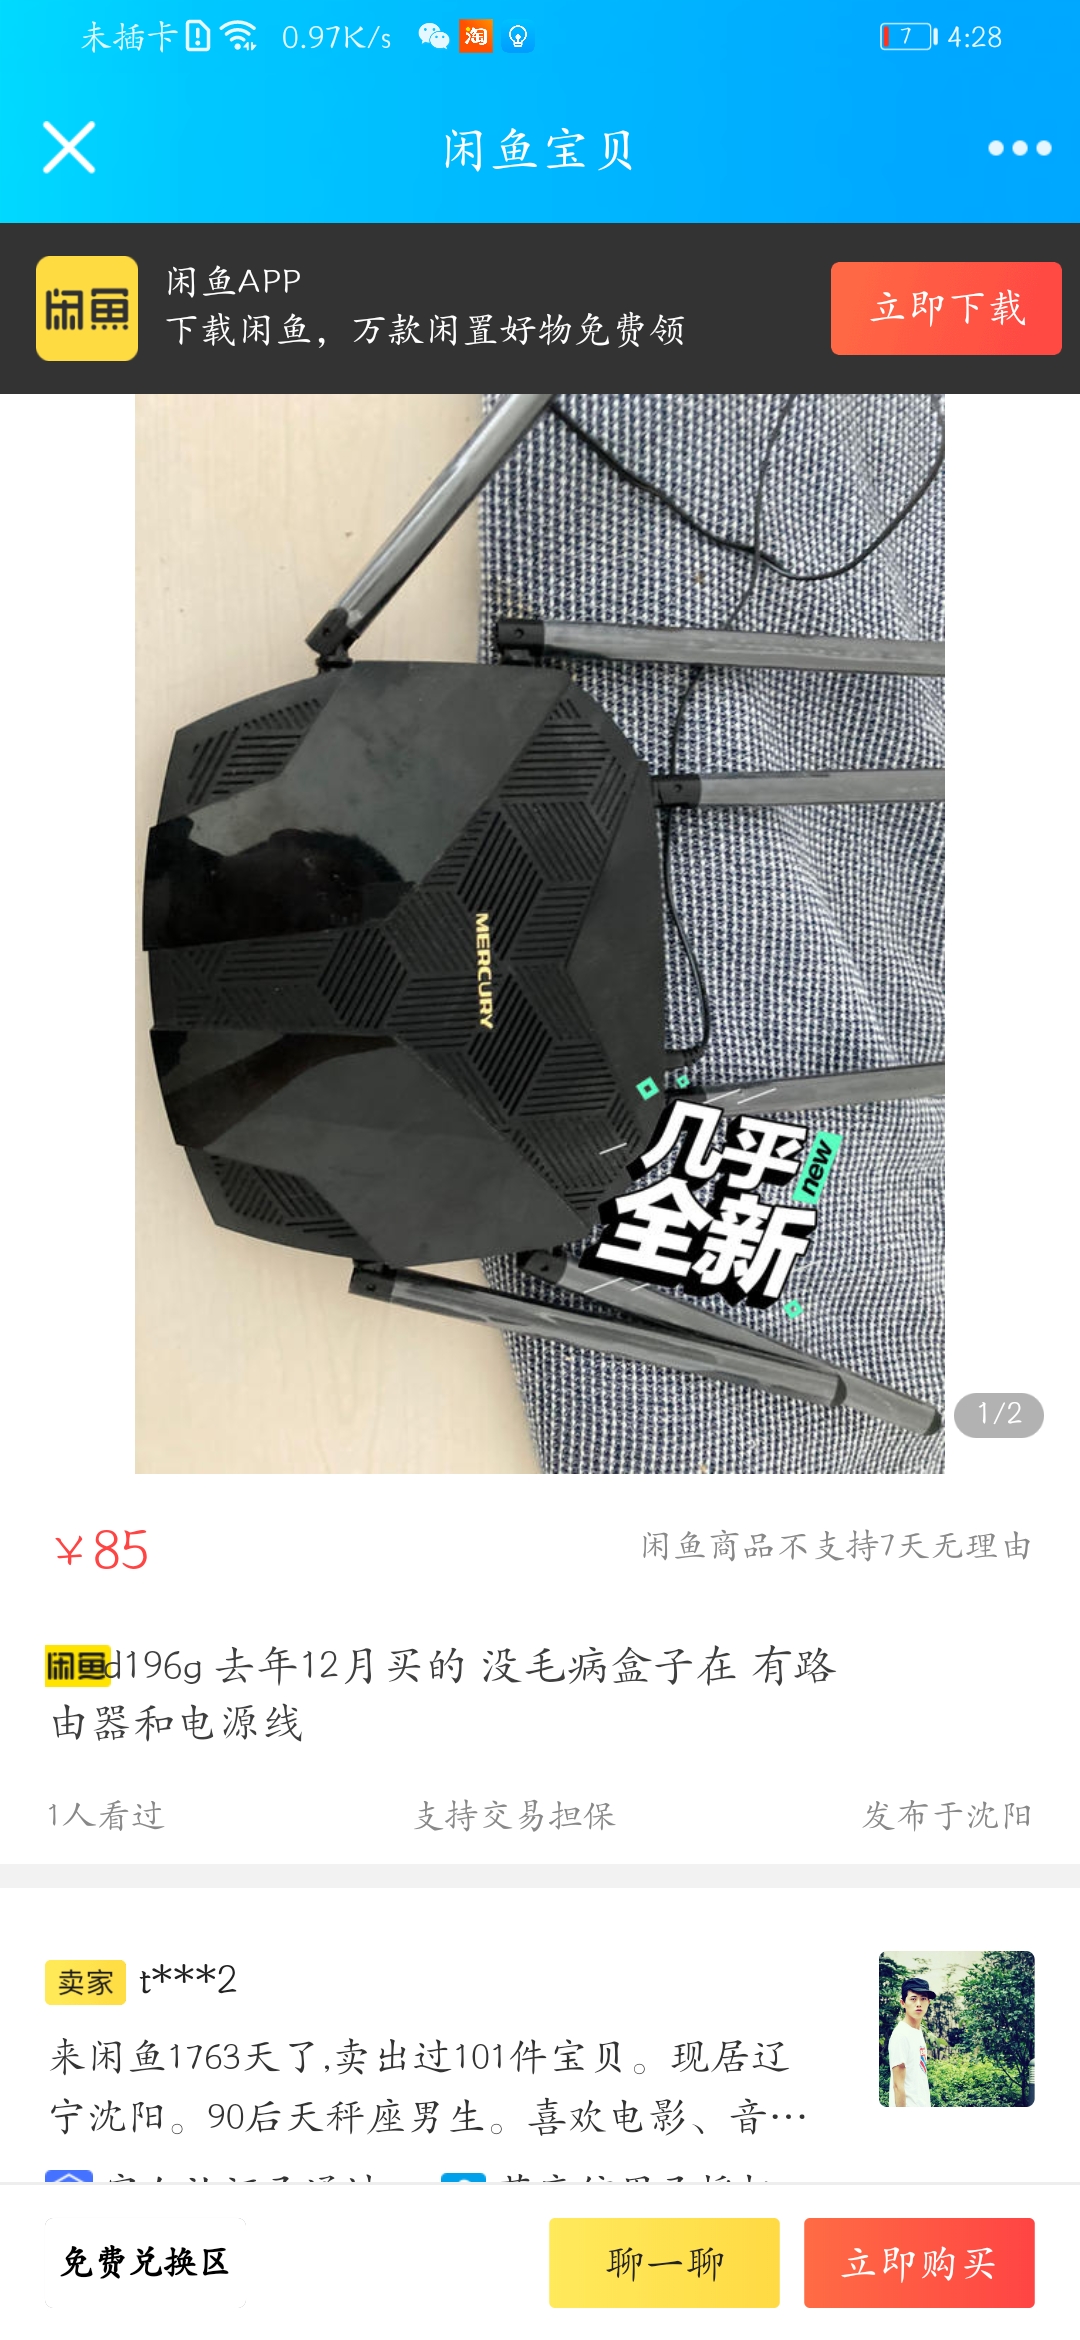 未插卡 0.97K/s 淘 7 4:28
闲鱼宝贝
闲鱼
闲鱼APP
下载闲鱼，万款闲置好物免费领
立即下载
MERCURY
几乎
全新
new
1/2
￥85
闲鱼商品不支持7天无理由
闲鱼d196g 去年12月买的 没毛病盒子在 有路
由器和电源线
1人看过 支持交易担保 发布于沈阳
卖家 t***2
来闲鱼1763天了,卖出过101件宝贝。现居辽
宁沈阳。90后天秤座男生。喜欢电影、音…
免费兑换区 聊一聊 立即购买